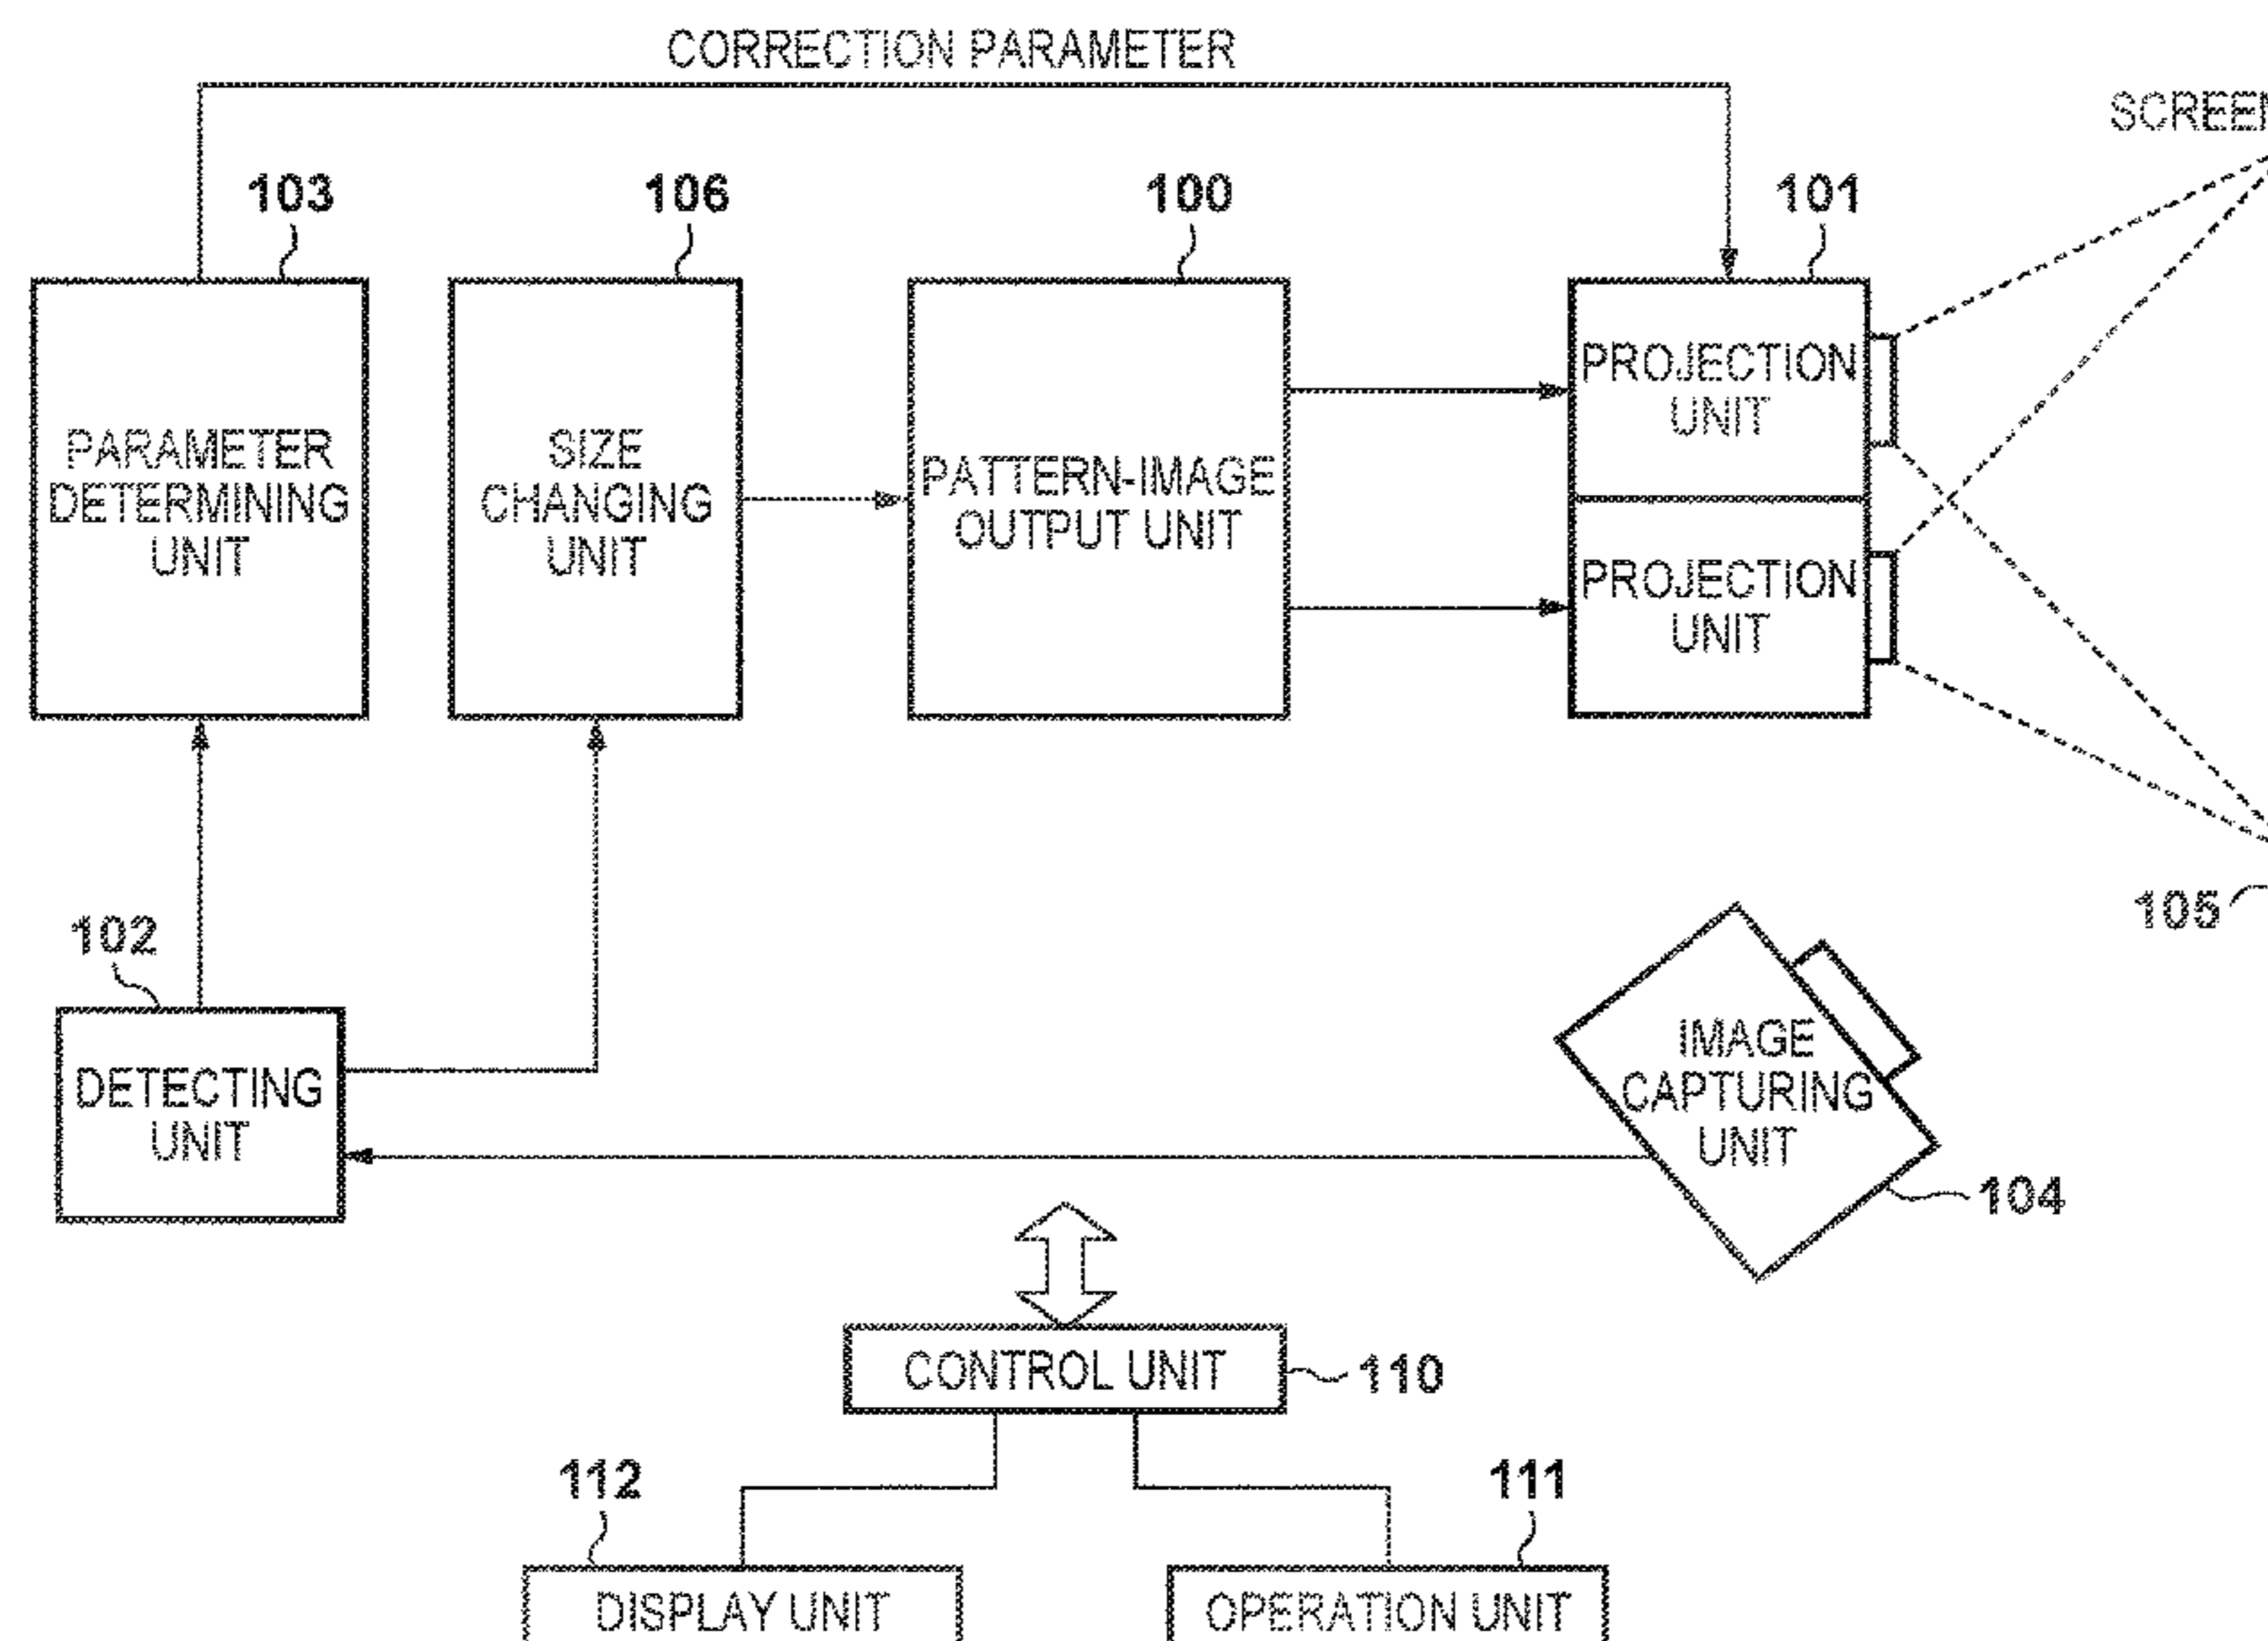 CORRECTION PARAMETER
SCREEN
103
106
100
101
PARAMETER
DETERMINING
UNIT
SIZE
CHANGING
UNIT
PATTERN-IMAGE
OUTPUT UNIT
PROJECTION
UNIT
PROJECTION
UNIT
105
102
DETECTING
UNIT
IMAGE
CAPTURING
UNIT
104
CONTROL UNIT
110
112
111
DISPLAY UNIT
OPERATION UNIT